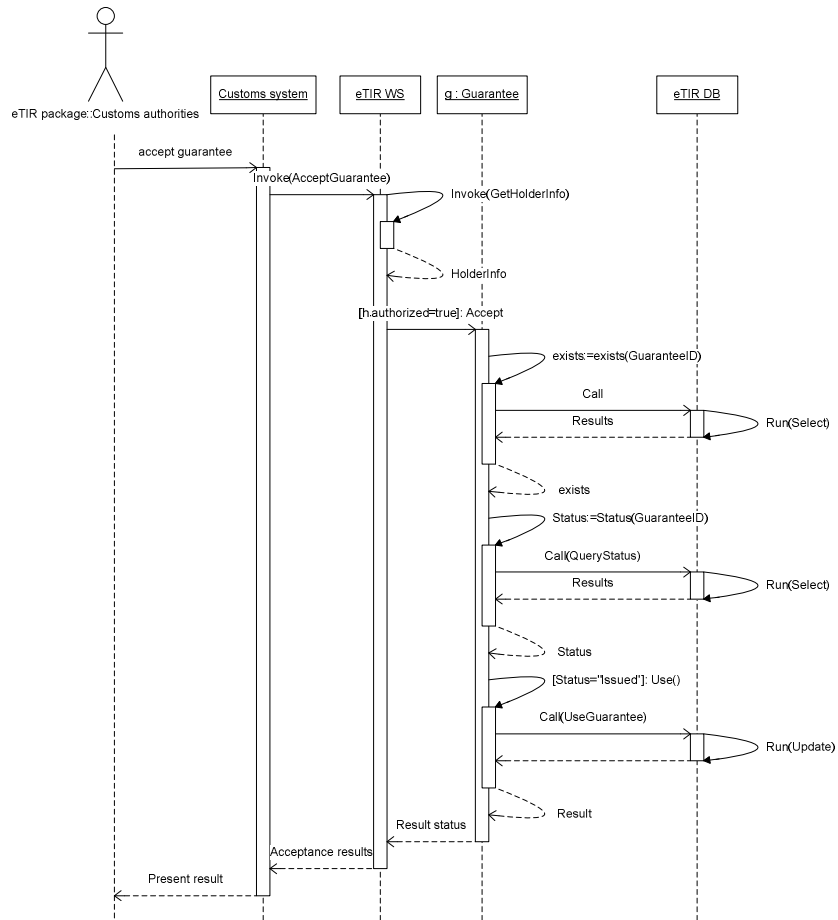 Customs system
eTIR WS
g : Guarantee
eTIR DB
eTIR package::Customs authorities
accept guarantee
Invoke(AcceptGuarantee)
Invoke(GetHolderInfo)
HolderInfo
[h.authorized=true]: Accept
exists:=exists(GuaranteeID)
Call
Results
Run(Select)
exists
Status:=Status(GuaranteeID)
Call(QueryStatus)
Results
Run(Select)
Status
[Status="Issued"]: Use()
Call(UseGuarantee)
Run(Update)
Result
Result status
Acceptance results
Present result